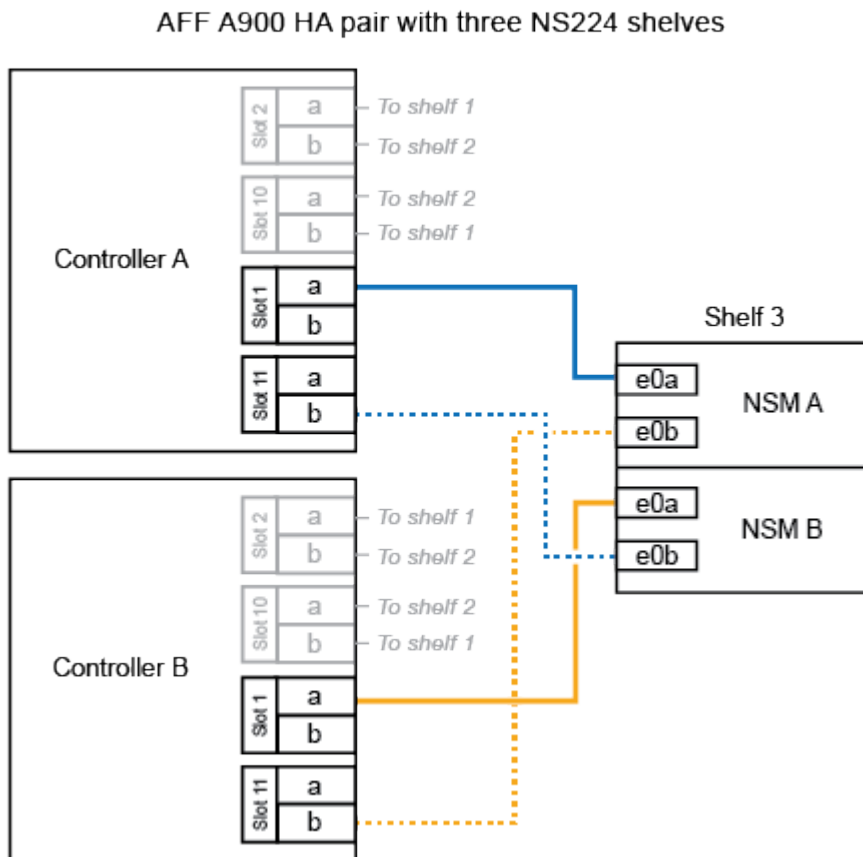 AFF A900 HA pair with three NS224 shelves
Controller A
Slot 2
a
To shelf 1
b
To shelf 2
Slot 10
a
To shelf 2
b
To shelf 1
Slot 1
a
b
Slot 11
a
b
Controller B
Slot 2
a
To shelf 1
b
To shelf 2
Slot 10
a
To shelf 2
b
To shelf 1
Slot 1
a
b
Slot 11
a
b
Shelf 3
e0a
NSM A
e0b
e0a
NSM B
e0b